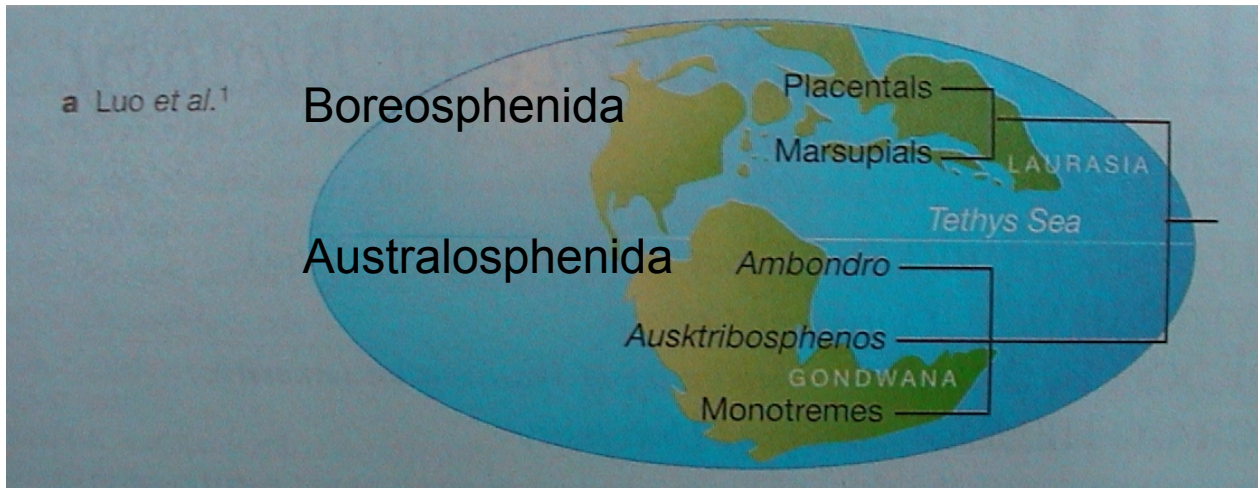 a Luo et al.¹
Boreosphenida
Placentals
Marsupials
LAURASIA
Tethys Sea
Australosphenida
Ambondro
Ausktribosphenos
GONDWANA
Monotremes